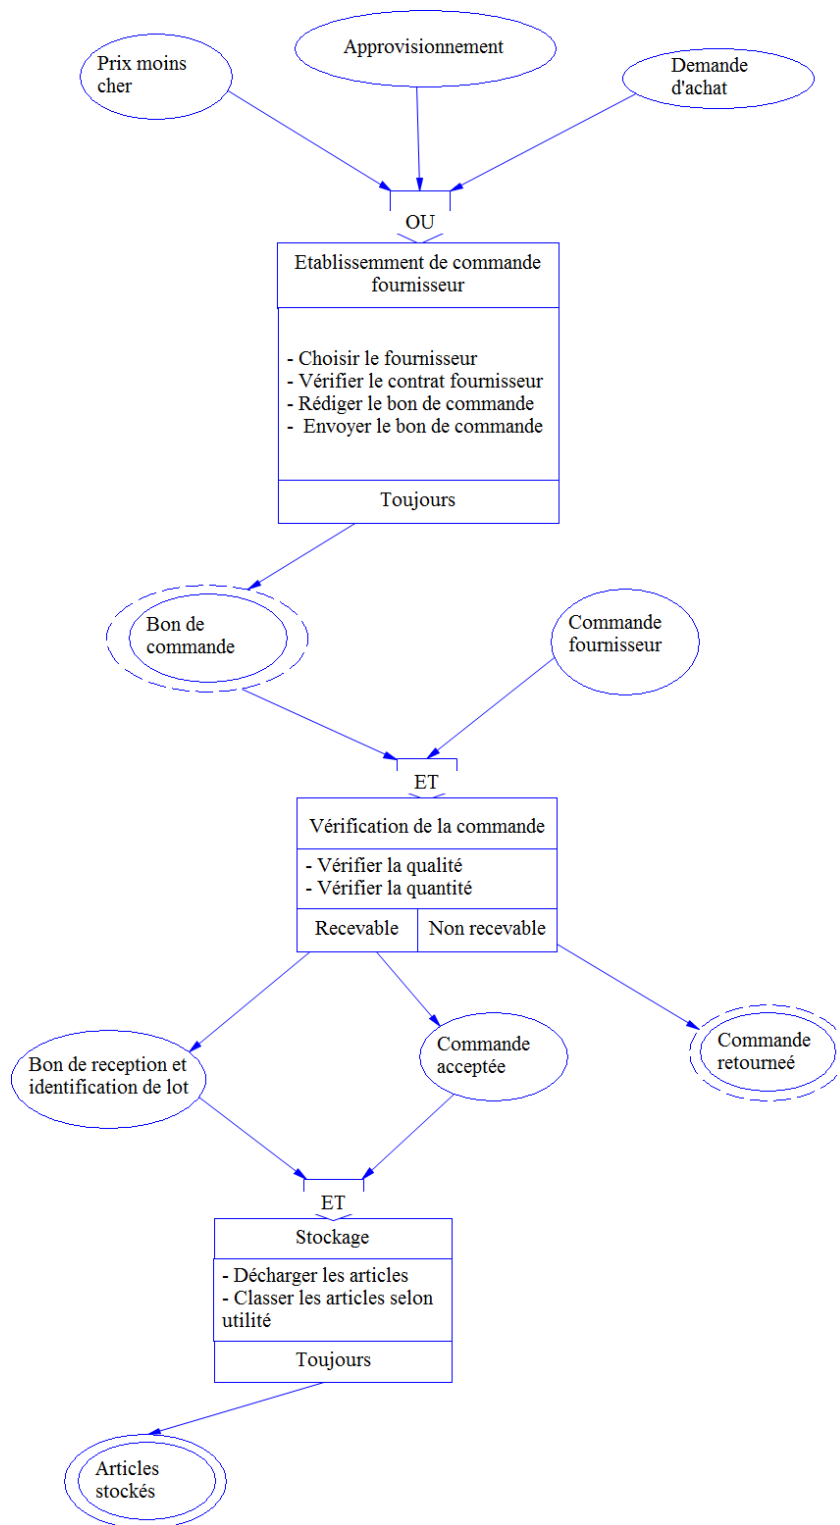 Prix moins
cher
Approvisionnement
Demande
d'achat
OU
Etablissemment de commande
fournisseur
- Choisir le fournisseur
- Vérifier le contrat fournisseur
- Rédiger le bon de commande
- Envoyer le bon de commande
Toujours
Bon de
commande
Commande
fournisseur
ET
Vérification de la commande
- Vérifier la qualité
- Vérifier la quantité
Recevable
Non recevable
Bon de reception et
identification de lot
Commande
acceptée
Commande
retourneé
ET
Stockage
- Décharger les articles
- Classer les articles selon
utilité
Toujours
Articles
stockés